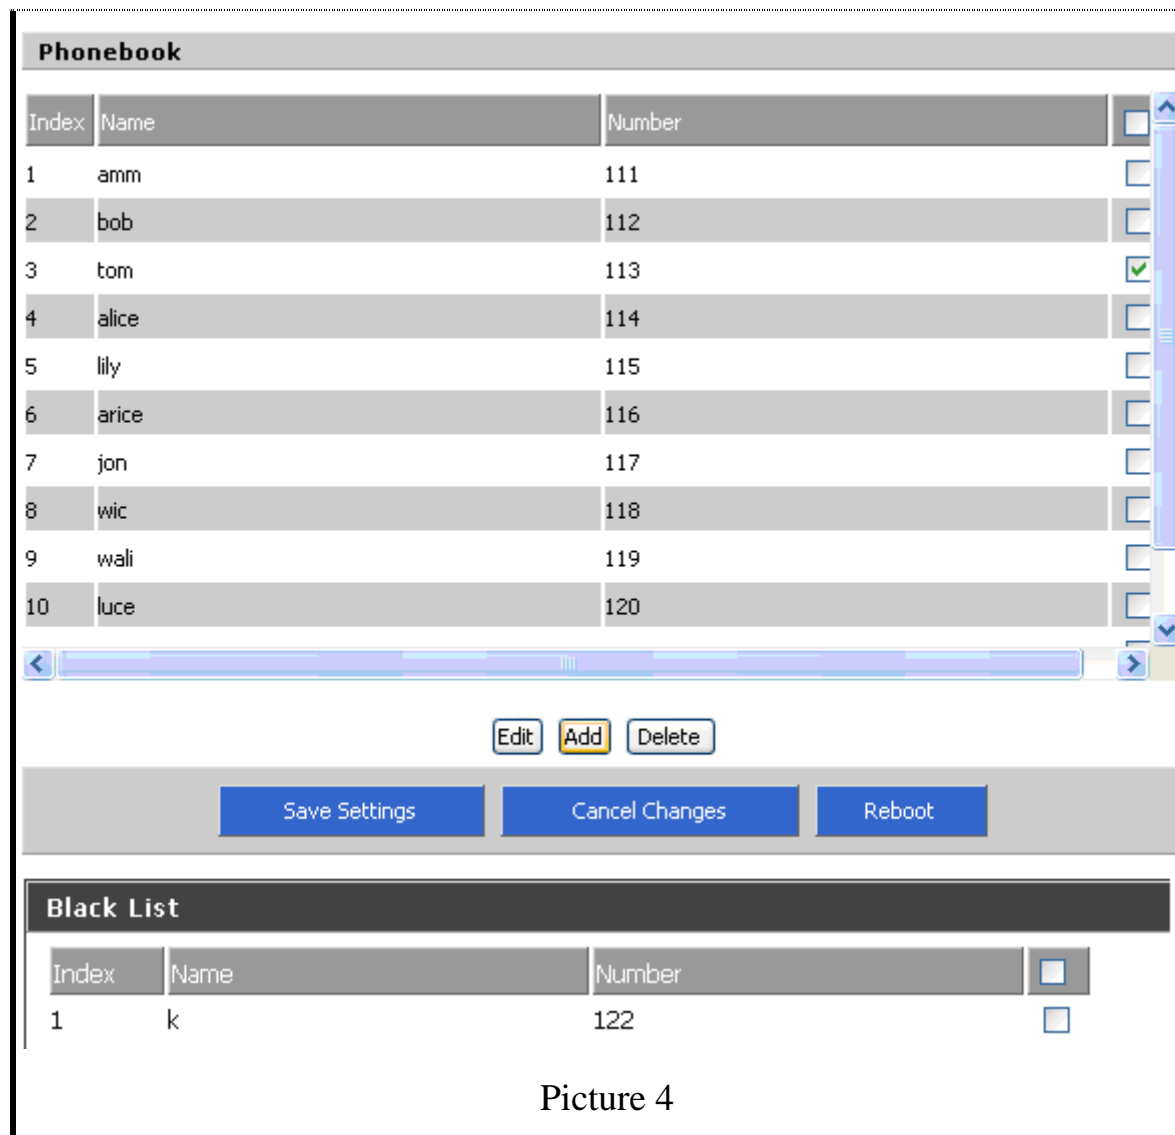 Phonebook
Index Name Number
1 amm 111
2 bob 112
3 tom 113
4 alice 114
5 lily 115
6 arice 116
7 jon 117
8 wic 118
9 wali 119
10 luce 120
Edit Add Delete
Save Settings Cancel Changes Reboot
Black List
Index Name Number
1 k 122
Picture 4